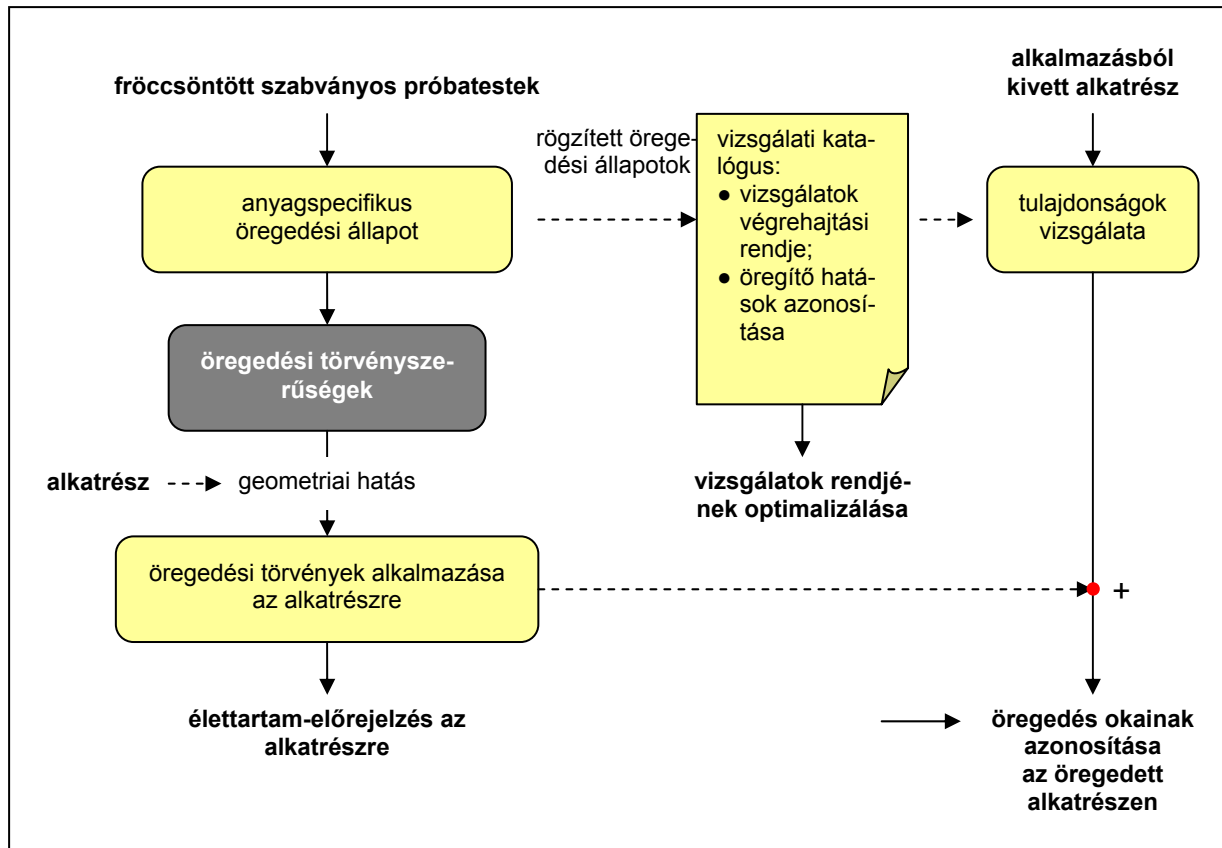 fröccsöntött szabványos próbatestek
anyagspecifikus
öregedési állapot
öregedési törvénysze-
rűségek
alkatrész
geometriai hatás
öregedési törvények alkalmazása
az alkatrészre
élettartam-előrejelzés az
alkatrészre
rögzített örege-
dési állapotok
vizsgálati kata-
lógus:
● vizsgálatok
végrehajtási
rendje;
● öregítő hatá-
sok azonosí-
tása
vizsgálatok rendjé-
nek optimalizálása
alkalmazásból
kivett alkatrész
tulajdonságok
vizsgálata
+
öregedés okainak
azonosítása
az öregedett
alkatrészen